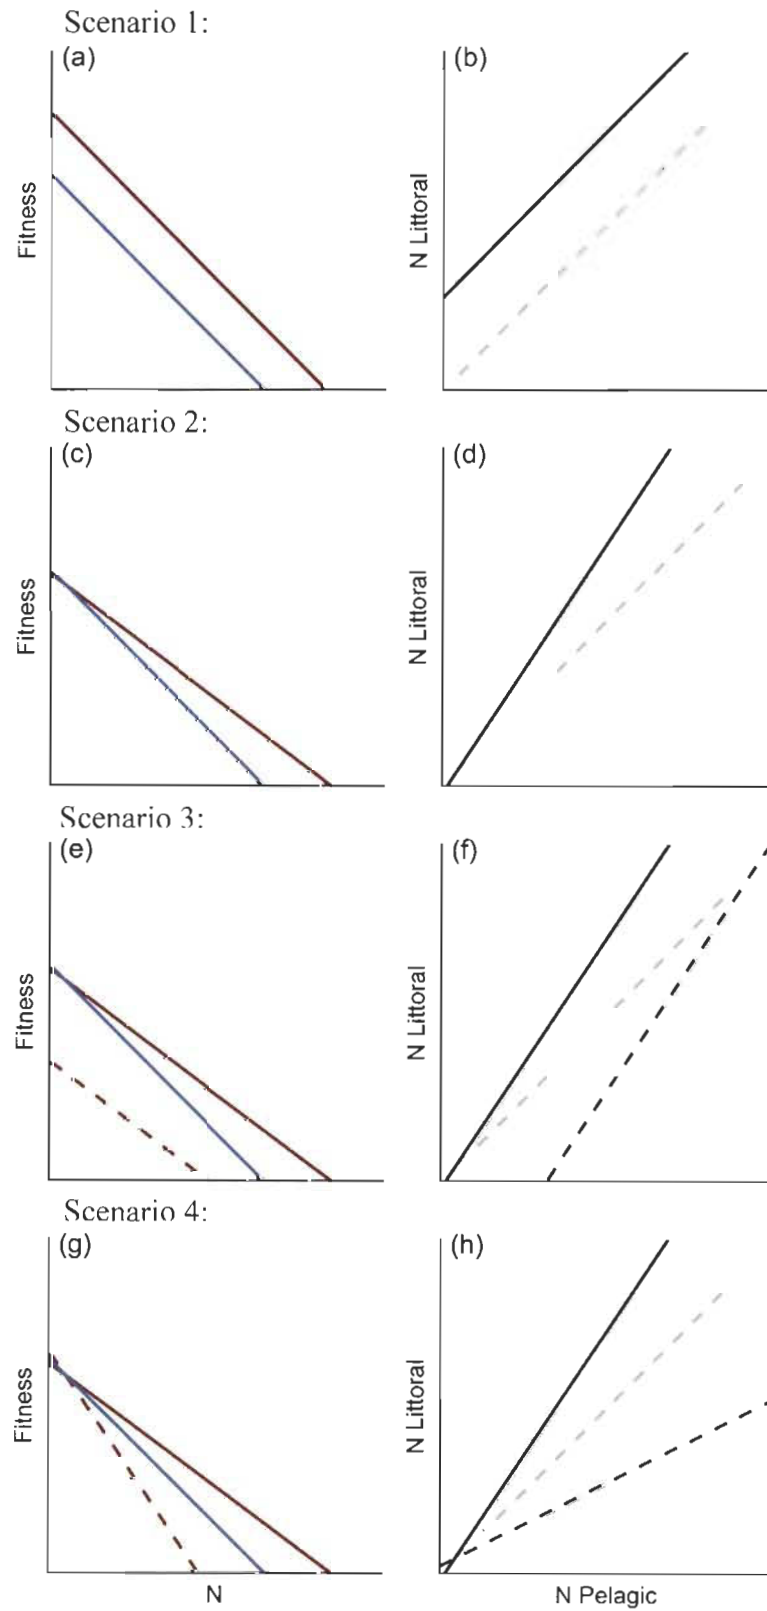 Scenario 1:
(a)
(b)
Fitness
N Littoral
Scenario 2:
(c)
(d)
Fitness
N Littoral
Scenario 3:
(e)
(f)
Fitness
N Littoral
Scenario 4:
(g)
(h)
Fitness
N Littoral
N
N Pelagic